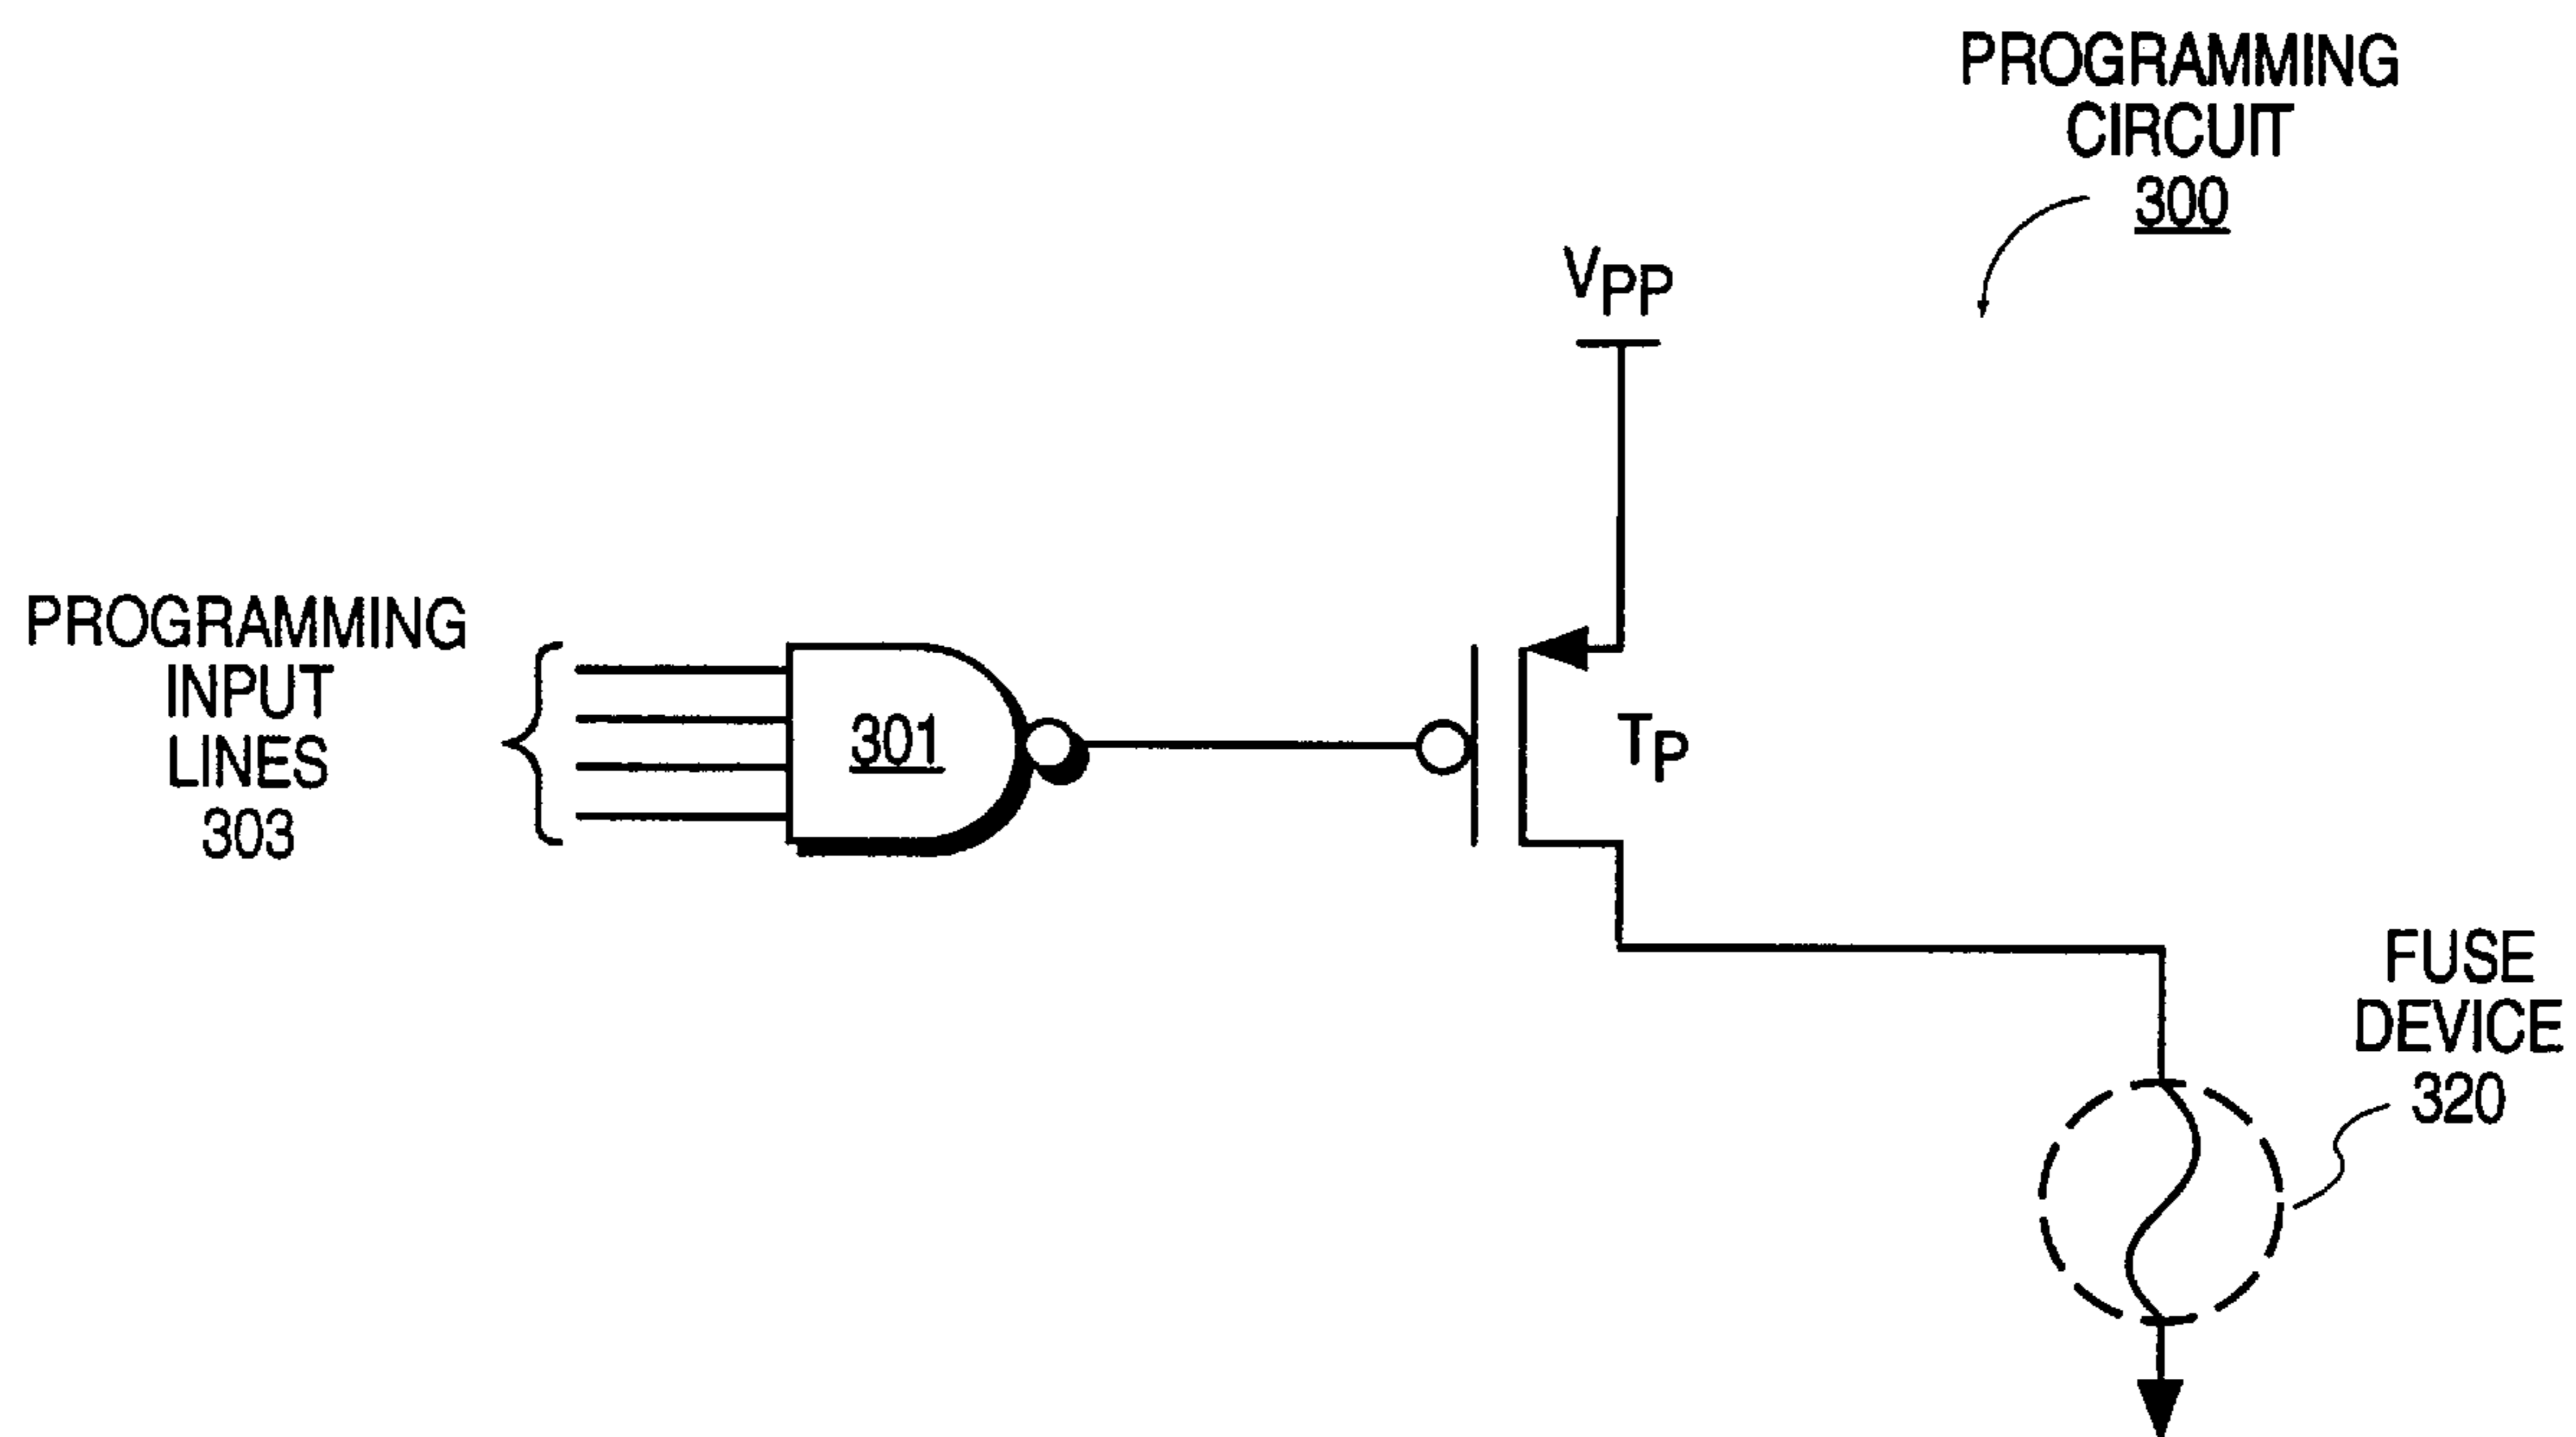 PROGRAMMING
CIRCUIT
300
VPP
PROGRAMMING
INPUT
LINES
303
301
TP
FUSE
DEVICE
320